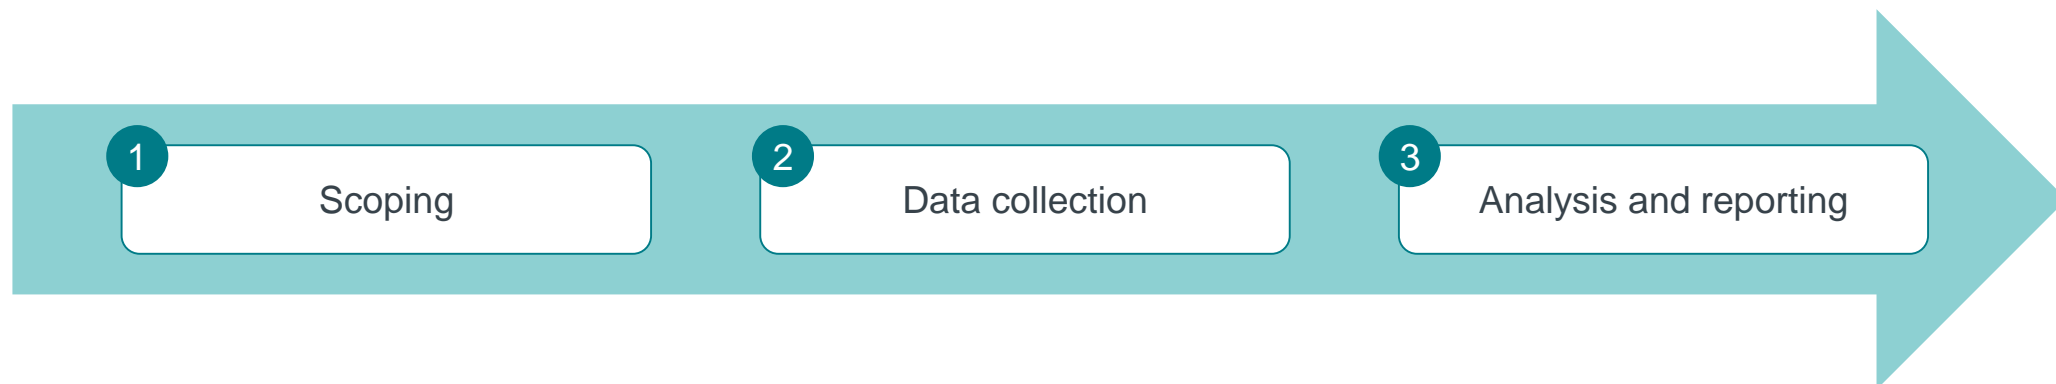 1
Scoping
2
Data collection
3
Analysis and reporting